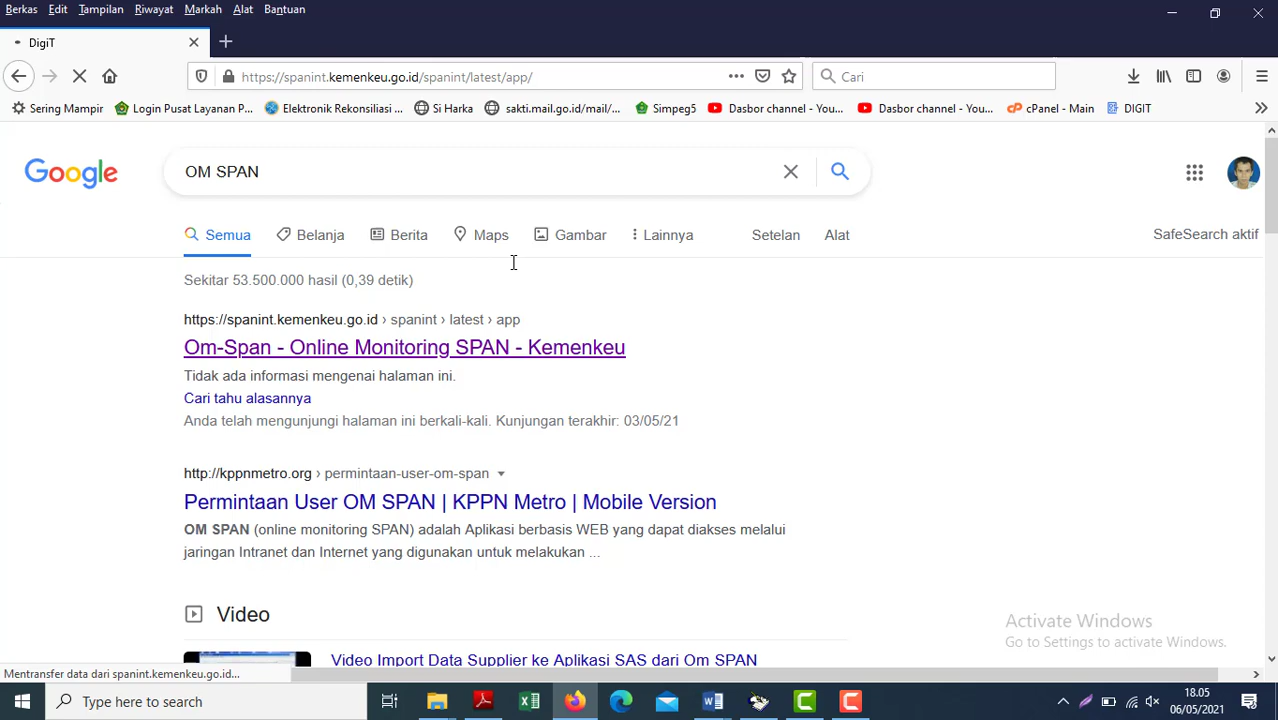 Berkas Edit Tampilan Riwayat Markah Alat Bantuan
DigiT
https://spanint.kemenkeu.go.id/spanint/latest/app/
Cari
Sering Mampir Login Pusat Layanan P... Elektronik Rekonsiliasi ... Si Harka sakti.mail.go.id/mail/... Simpeg5 Dasbor channel - You... Dasbor channel - You... cPanel - Main DIGIT
Google
OM SPAN
Semua Belanja Berita Maps Gambar Lainnya Setelan Alat SafeSearch aktif
Sekitar 53.500.000 hasil (0,39 detik)
https://spanint.kemenkeu.go.id › spanint › latest › app
Om-Span - Online Monitoring SPAN - Kemenkeu
Tidak ada informasi mengenai halaman ini.
Cari tahu alasannya
Anda telah mengunjungi halaman ini berkali-kali. Kunjungan terakhir: 03/05/21
http://kppnmetro.org › permintaan-user-om-span
Permintaan User OM SPAN | KPPN Metro | Mobile Version
OM SPAN (online monitoring SPAN) adalah Aplikasi berbasis WEB yang dapat diakses melalui
jaringan Intranet dan Internet yang digunakan untuk melakukan ...
Video
Video Import Data Supplier ke Aplikasi SAS dari Om SPAN
Activate Windows
Go to Settings to activate Windows.
Mentransfer data dari spanint.kemenkeu.go.id...
Type here to search
18.05
06/05/2021